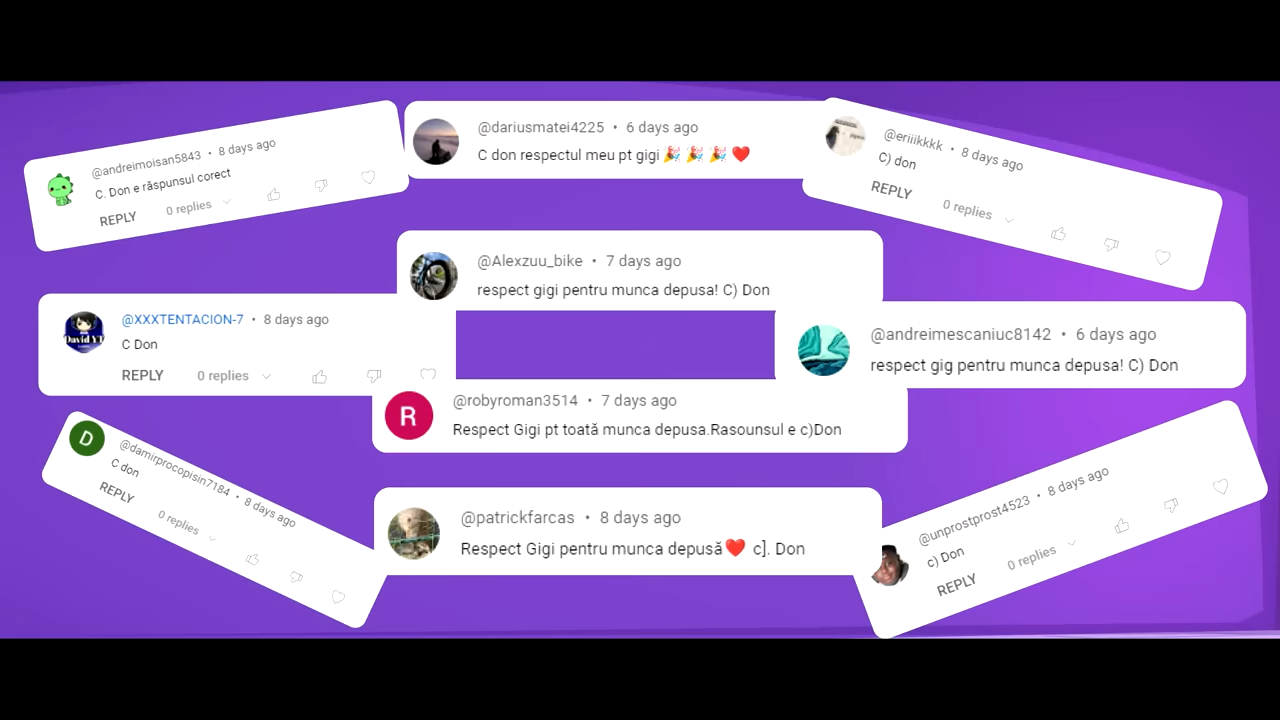 @andreimoisan5843 • 8 days ago
C. Don e răspunsul corect
REPLY 0 replies
@dariusmatei4225 • 6 days ago
C don respectul meu pt gigi🎉🎉🎉❤️
@eriiikkkk • 8 days ago
C) don
REPLY 0 replies
@Alexzuu_bike • 7 days ago
respect gigi pentru munca depusa! C) Don
@XXXTENTACION-7 • 8 days ago
C Don
REPLY 0 replies
David YT
@andreimescaniuc8142 • 6 days ago
respect gig pentru munca depusa! C) Don
R
@robyroman3514 • 7 days ago
Respect Gigi pt toată munca depusa.Rasounsul e c)Don
D
@damirprocopisin7184 • 8 days ago
C don
REPLY 0 replies
@patrickfarcas • 8 days ago
Respect Gigi pentru munca depusă❤️ c]. Don
@unprostprost4523 • 8 days ago
c) Don
REPLY 0 replies